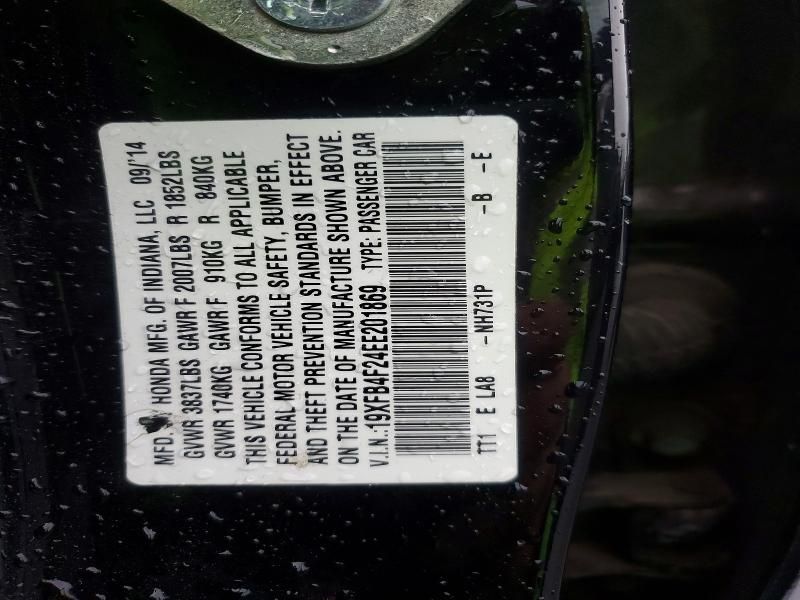 MFD. BY HONDA MFG. OF INDIANA, LLC 09/'14
GVWR 3837LBS GAWR F 2007LBS R 1852LBS
GVWR 1740KG GAWR F 910KG R 840KG
THIS VEHICLE CONFORMS TO ALL APPLICABLE
FEDERAL MOTOR VEHICLE SAFETY, BUMPER,
AND THEFT PREVENTION STANDARDS IN EFFECT
ON THE DATE OF MANUFACTURE SHOWN ABOVE.
V.I.N.:19XFB4F24EE201869 TYPE: PASSENGER CAR
TT1 E LA8 -NH731P -B -E